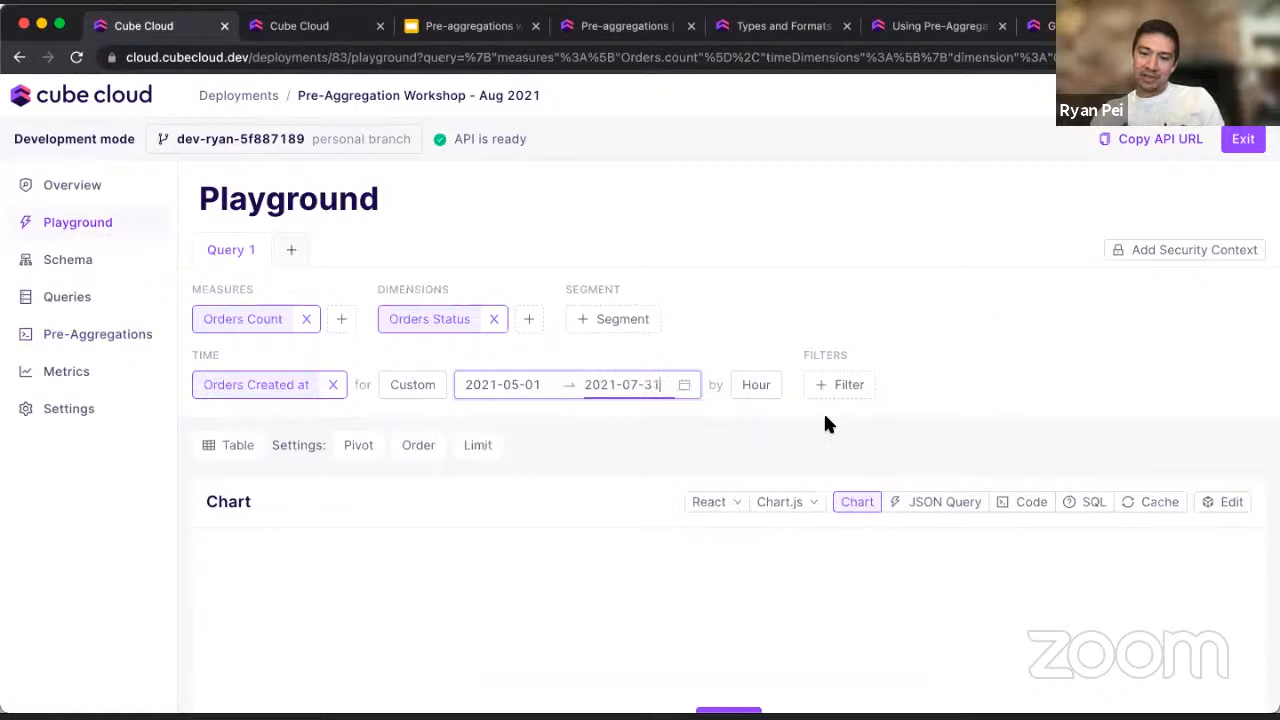 Cube Cloud
Cube Cloud
Pre-aggregations w
Pre-aggregations
Types and Formats
Using Pre-Aggrega
G
cloud.cubecloud.dev/deployments/83/playground?query=%7B"measures"%3A%5B"Orders.count"%5D%2C"timeDimensions"%3A%5B%7B"dimension"%3A"O
Ryan Pei
cube cloud
Deployments / Pre-Aggregation Workshop - Aug 2021
Development mode
dev-ryan-5f887189 personal branch
API is ready
Copy API URL
Exit
Overview
Playground
Schema
Queries
Pre-Aggregations
Metrics
Settings
Playground
Query 1
+
Add Security Context
MEASURES
DIMENSIONS
SEGMENT
Orders Count X +
Orders Status X +
+ Segment
TIME
FILTERS
Orders Created at X for Custom 2021-05-01 → 2021-07-31 by Hour
+ Filter
Table Settings: Pivot Order Limit
Chart
React Chart.js Chart JSON Query Code SQL Cache Edit
zoom